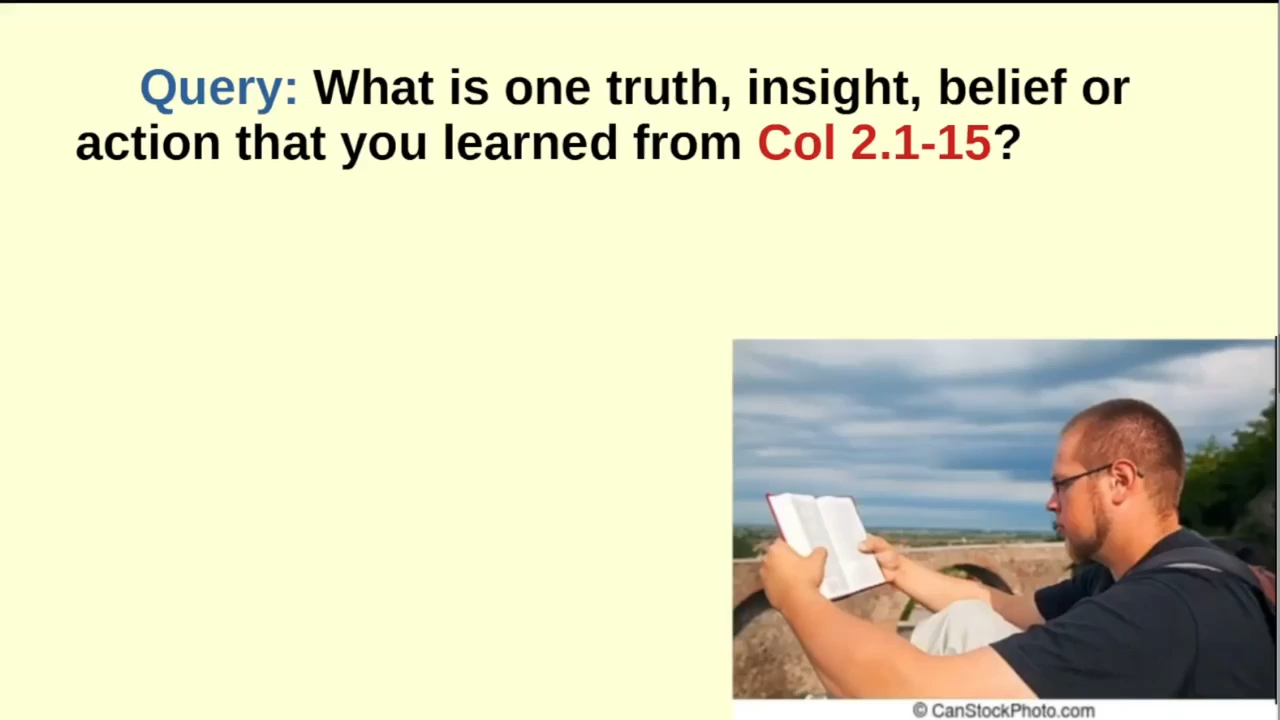 Query: What is one truth, insight, belief or
action that you learned from Col 2.1-15?
© CanStockPhoto.com